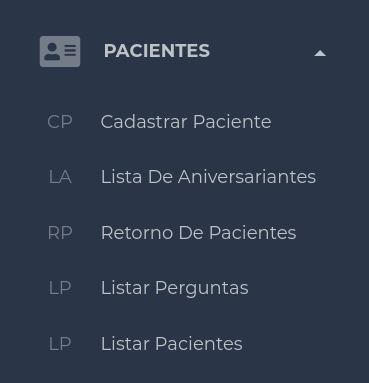 PACIENTES
CP Cadastrar Paciente
LA Lista De Aniversariantes
RP Retorno De Pacientes
LP Listar Perguntas
LP Listar Pacientes